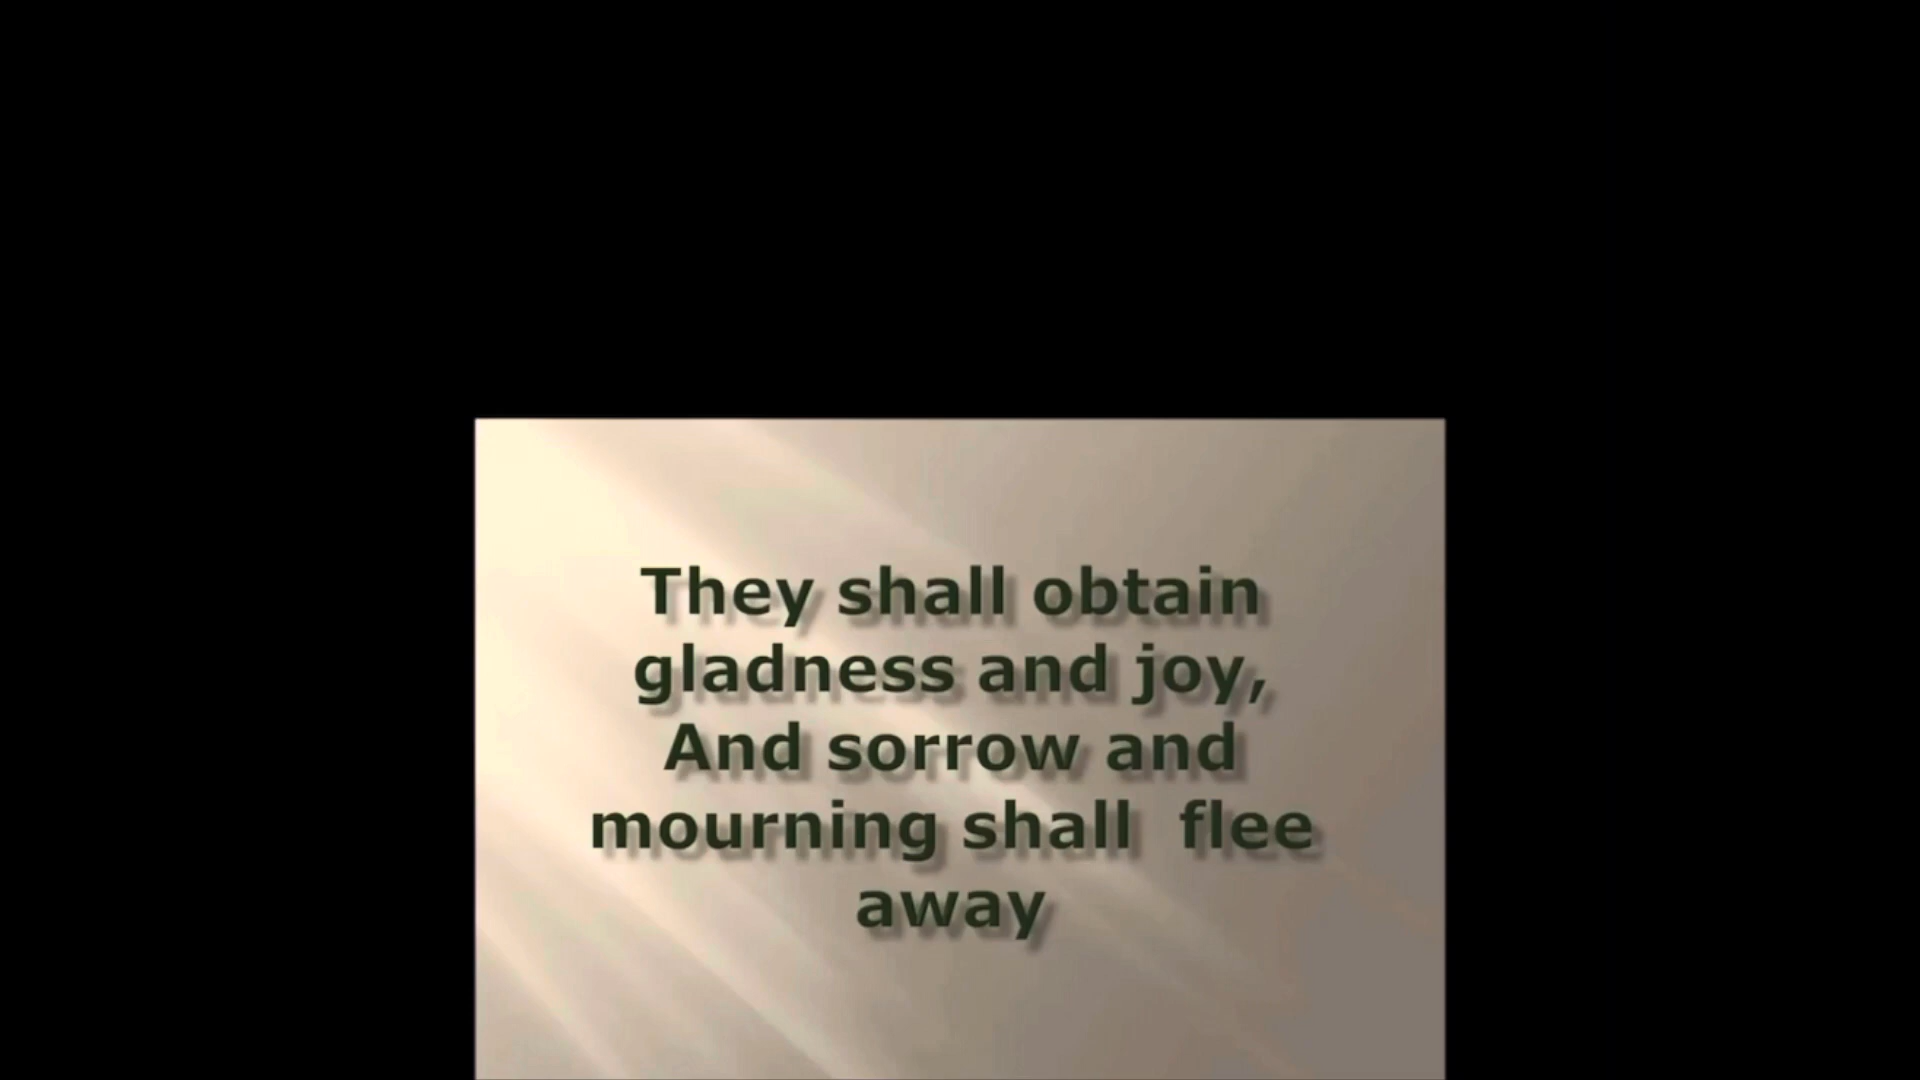 They shall obtain
gladness and joy,
And sorrow and
mourning shall  flee
away